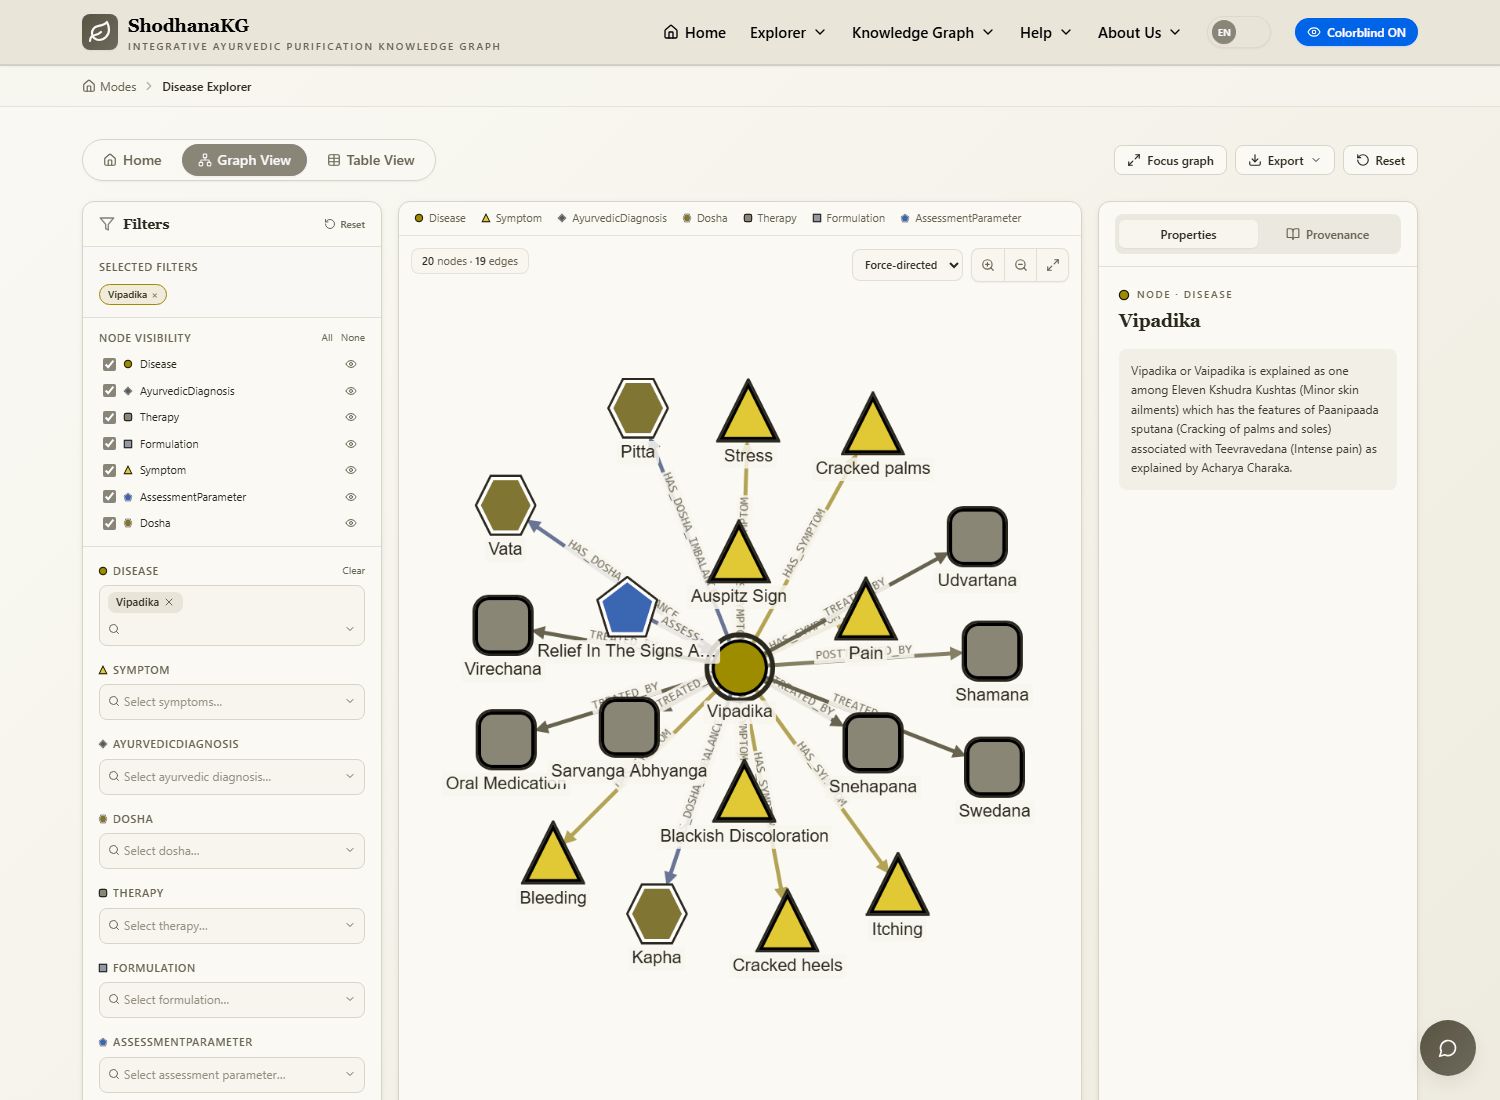 ShodhanaKG
INTEGRATIVE AYURVEDIC PURIFICATION KNOWLEDGE GRAPH
Home
Explorer
Knowledge Graph
Help
About Us
EN
Colorblind ON
Modes
Disease Explorer
Home
Graph View
Table View
Focus graph
Export
Reset
Filters
Reset
SELECTED FILTERS
Vipadika ×
NODE VISIBILITY
All
None
Disease
AyurvedicDiagnosis
Therapy
Formulation
Symptom
AssessmentParameter
Dosha
DISEASE
Clear
Vipadika ×
SYMPTOM
Select symptoms...
AYURVEDICDIAGNOSIS
Select ayurvedic diagnosis...
DOSHA
Select dosha...
THERAPY
Select therapy...
FORMULATION
Select formulation...
ASSESSMENTPARAMETER
Select assessment parameter...
Disease
Symptom
AyurvedicDiagnosis
Dosha
Therapy
Formulation
AssessmentParameter
20 nodes · 19 edges
Force-directed
Pitta
Stress
Cracked palms
Vata
Auspitz Sign
Udvartana
Virechana
Relief In The Signs A...
Pain
Shamana
Vipadika
Oral Medication
Sarvanga Abhyanga
Snehapana
Swedana
Blackish Discoloration
Bleeding
Kapha
Cracked heels
Itching
HAS_SYMPTOM
TREATED_BY
Properties
Provenance
NODE · DISEASE
Vipadika
Vipadika or Vaipadika is explained as one
among Eleven Kshudra Kushtas (Minor skin
ailments) which has the features of Paanipaada
sputana (Cracking of palms and soles)
associated with Teevravedana (Intense pain) as
explained by Acharya Charaka.